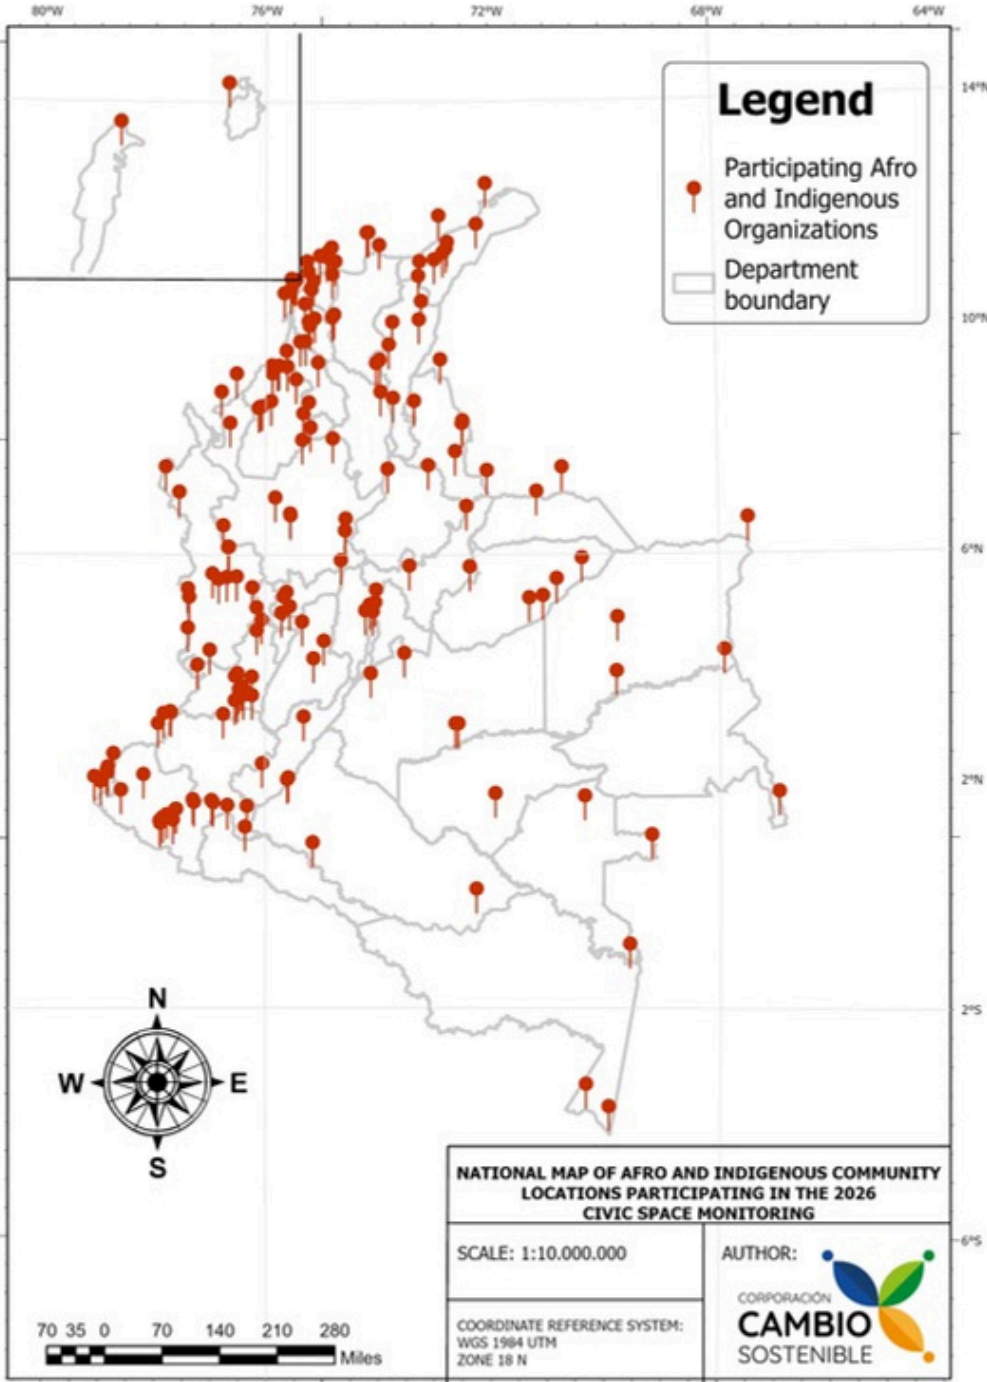 80°W 76°W 72°W 68°W 64°W
Legend
14°N
Participating Afro
and Indigenous
Organizations
Department
boundary
10°N
6°N
2°N
2°S
N
W E
S
NATIONAL MAP OF AFRO AND INDIGENOUS COMMUNITY
LOCATIONS PARTICIPATING IN THE 2026
CIVIC SPACE MONITORING
6°S
SCALE: 1:10.000.000
AUTHOR:
CORPORACIÓN
CAMBIO
SOSTENIBLE
COORDINATE REFERENCE SYSTEM:
WGS 1984 UTM
ZONE 18 N
70 35 0 70 140 210 280
Miles